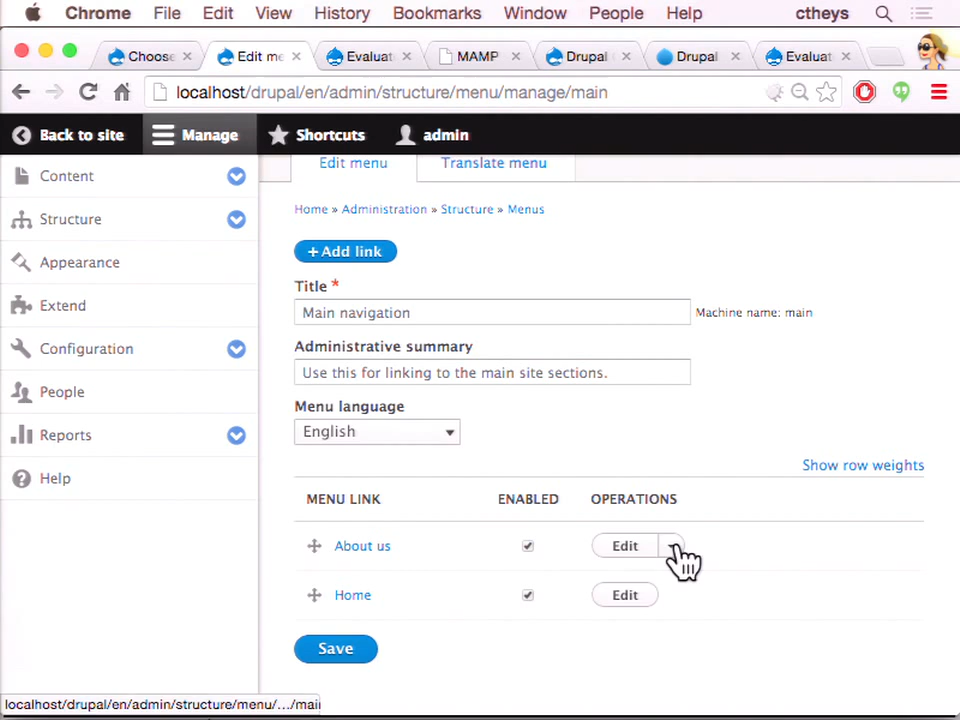 Chrome File Edit View History Bookmarks Window People Help ctheys
Choose Edit me Evaluat MAMP Drupal Drupal Evaluat
localhost/drupal/en/admin/structure/menu/manage/main
Back to site Manage Shortcuts admin
Content
Structure
Appearance
Extend
Configuration
People
Reports
Help
Edit menu Translate menu
Home » Administration » Structure » Menus
+Add link
Title *
Main navigation Machine name: main
Administrative summary
Use this for linking to the main site sections.
Menu language
English
Show row weights
MENU LINK ENABLED OPERATIONS
About us Edit
Home Edit
Save
localhost/drupal/en/admin/structure/menu/.../mai